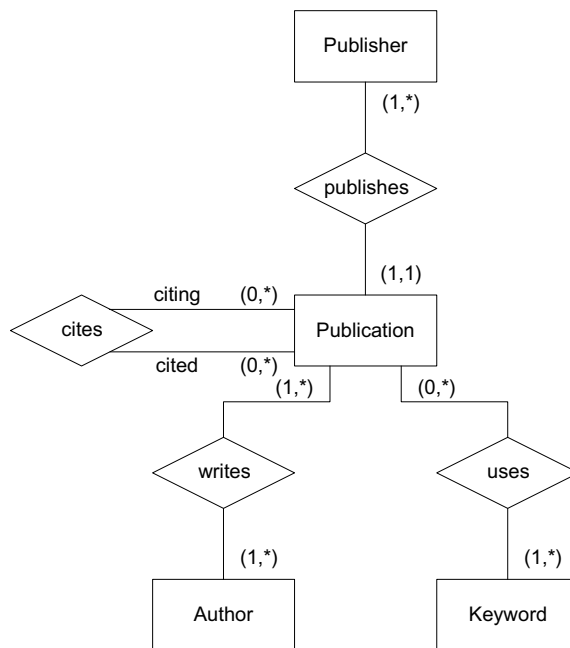 Publisher
(1,*)
publishes
(1,1)
citing (0,*)
cites
Publication
cited (0,*)
(1,*) (0,*)
writes uses
(1,*) (1,*)
Author Keyword